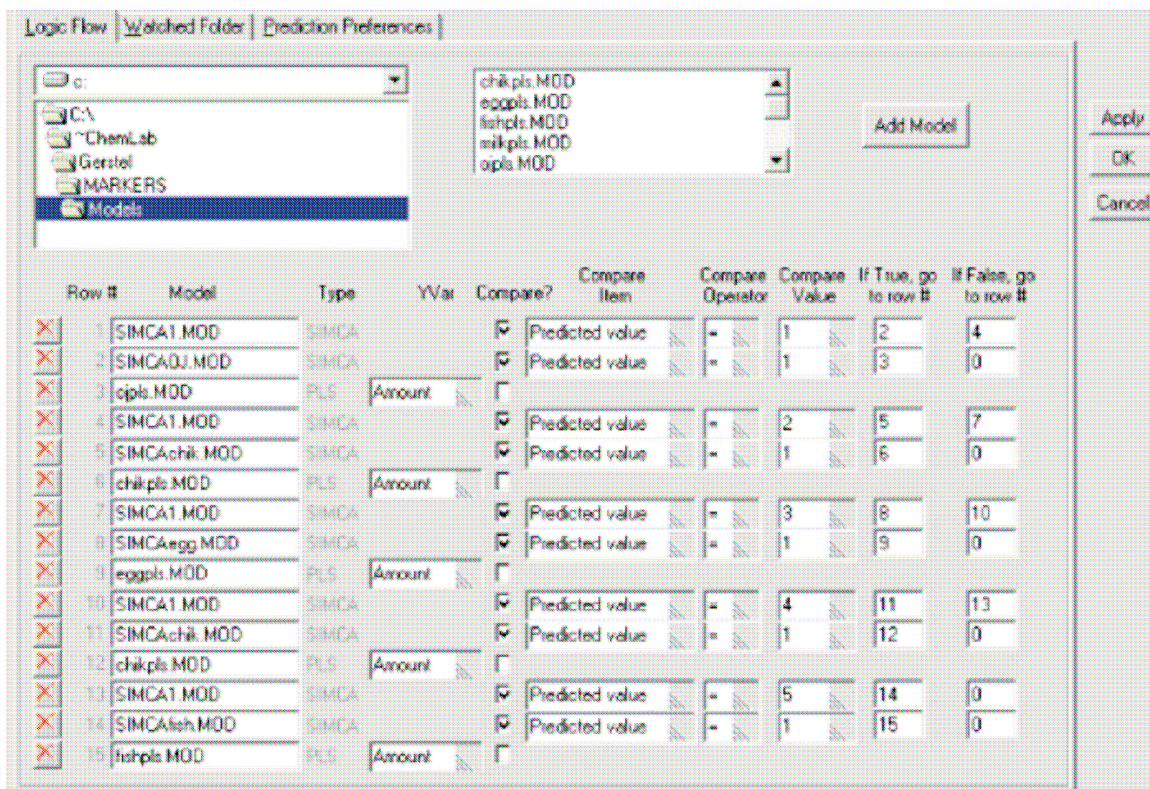 Logic Flow Watched Folder Prediction Preferences
c:
C:\
~ChemLab
Gerstel
MARKERS
Models
chikpls.MOD
eggpls.MOD
fishpls.MOD
milkpls.MOD
ojpls.MOD
Add Model
Apply
OK
Cancel
Row # Model Type YVar Compare? Compare Item Compare Operator Compare Value If True, go to row # If False, go to row #
1 SIMCA1.MOD SIMCA Predicted value = 1 2 4
2 SIMCAOJ.MOD SIMCA Predicted value = 1 3 0
3 ojpls.MOD PLS Amount
4 SIMCA1.MOD SIMCA Predicted value = 2 5 7
5 SIMCAchik.MOD SIMCA Predicted value = 1 6 0
6 chikpls.MOD PLS Amount
7 SIMCA1.MOD SIMCA Predicted value = 3 8 10
8 SIMCAegg.MOD SIMCA Predicted value = 1 9 0
9 eggpls.MOD PLS Amount
10 SIMCA1.MOD SIMCA Predicted value = 4 11 13
11 SIMCAchik.MOD SIMCA Predicted value = 1 12 0
12 chikpls.MOD PLS Amount
13 SIMCA1.MOD SIMCA Predicted value = 5 14 0
14 SIMCAfish.MOD SIMCA Predicted value = 1 15 0
15 fishpls.MOD PLS Amount